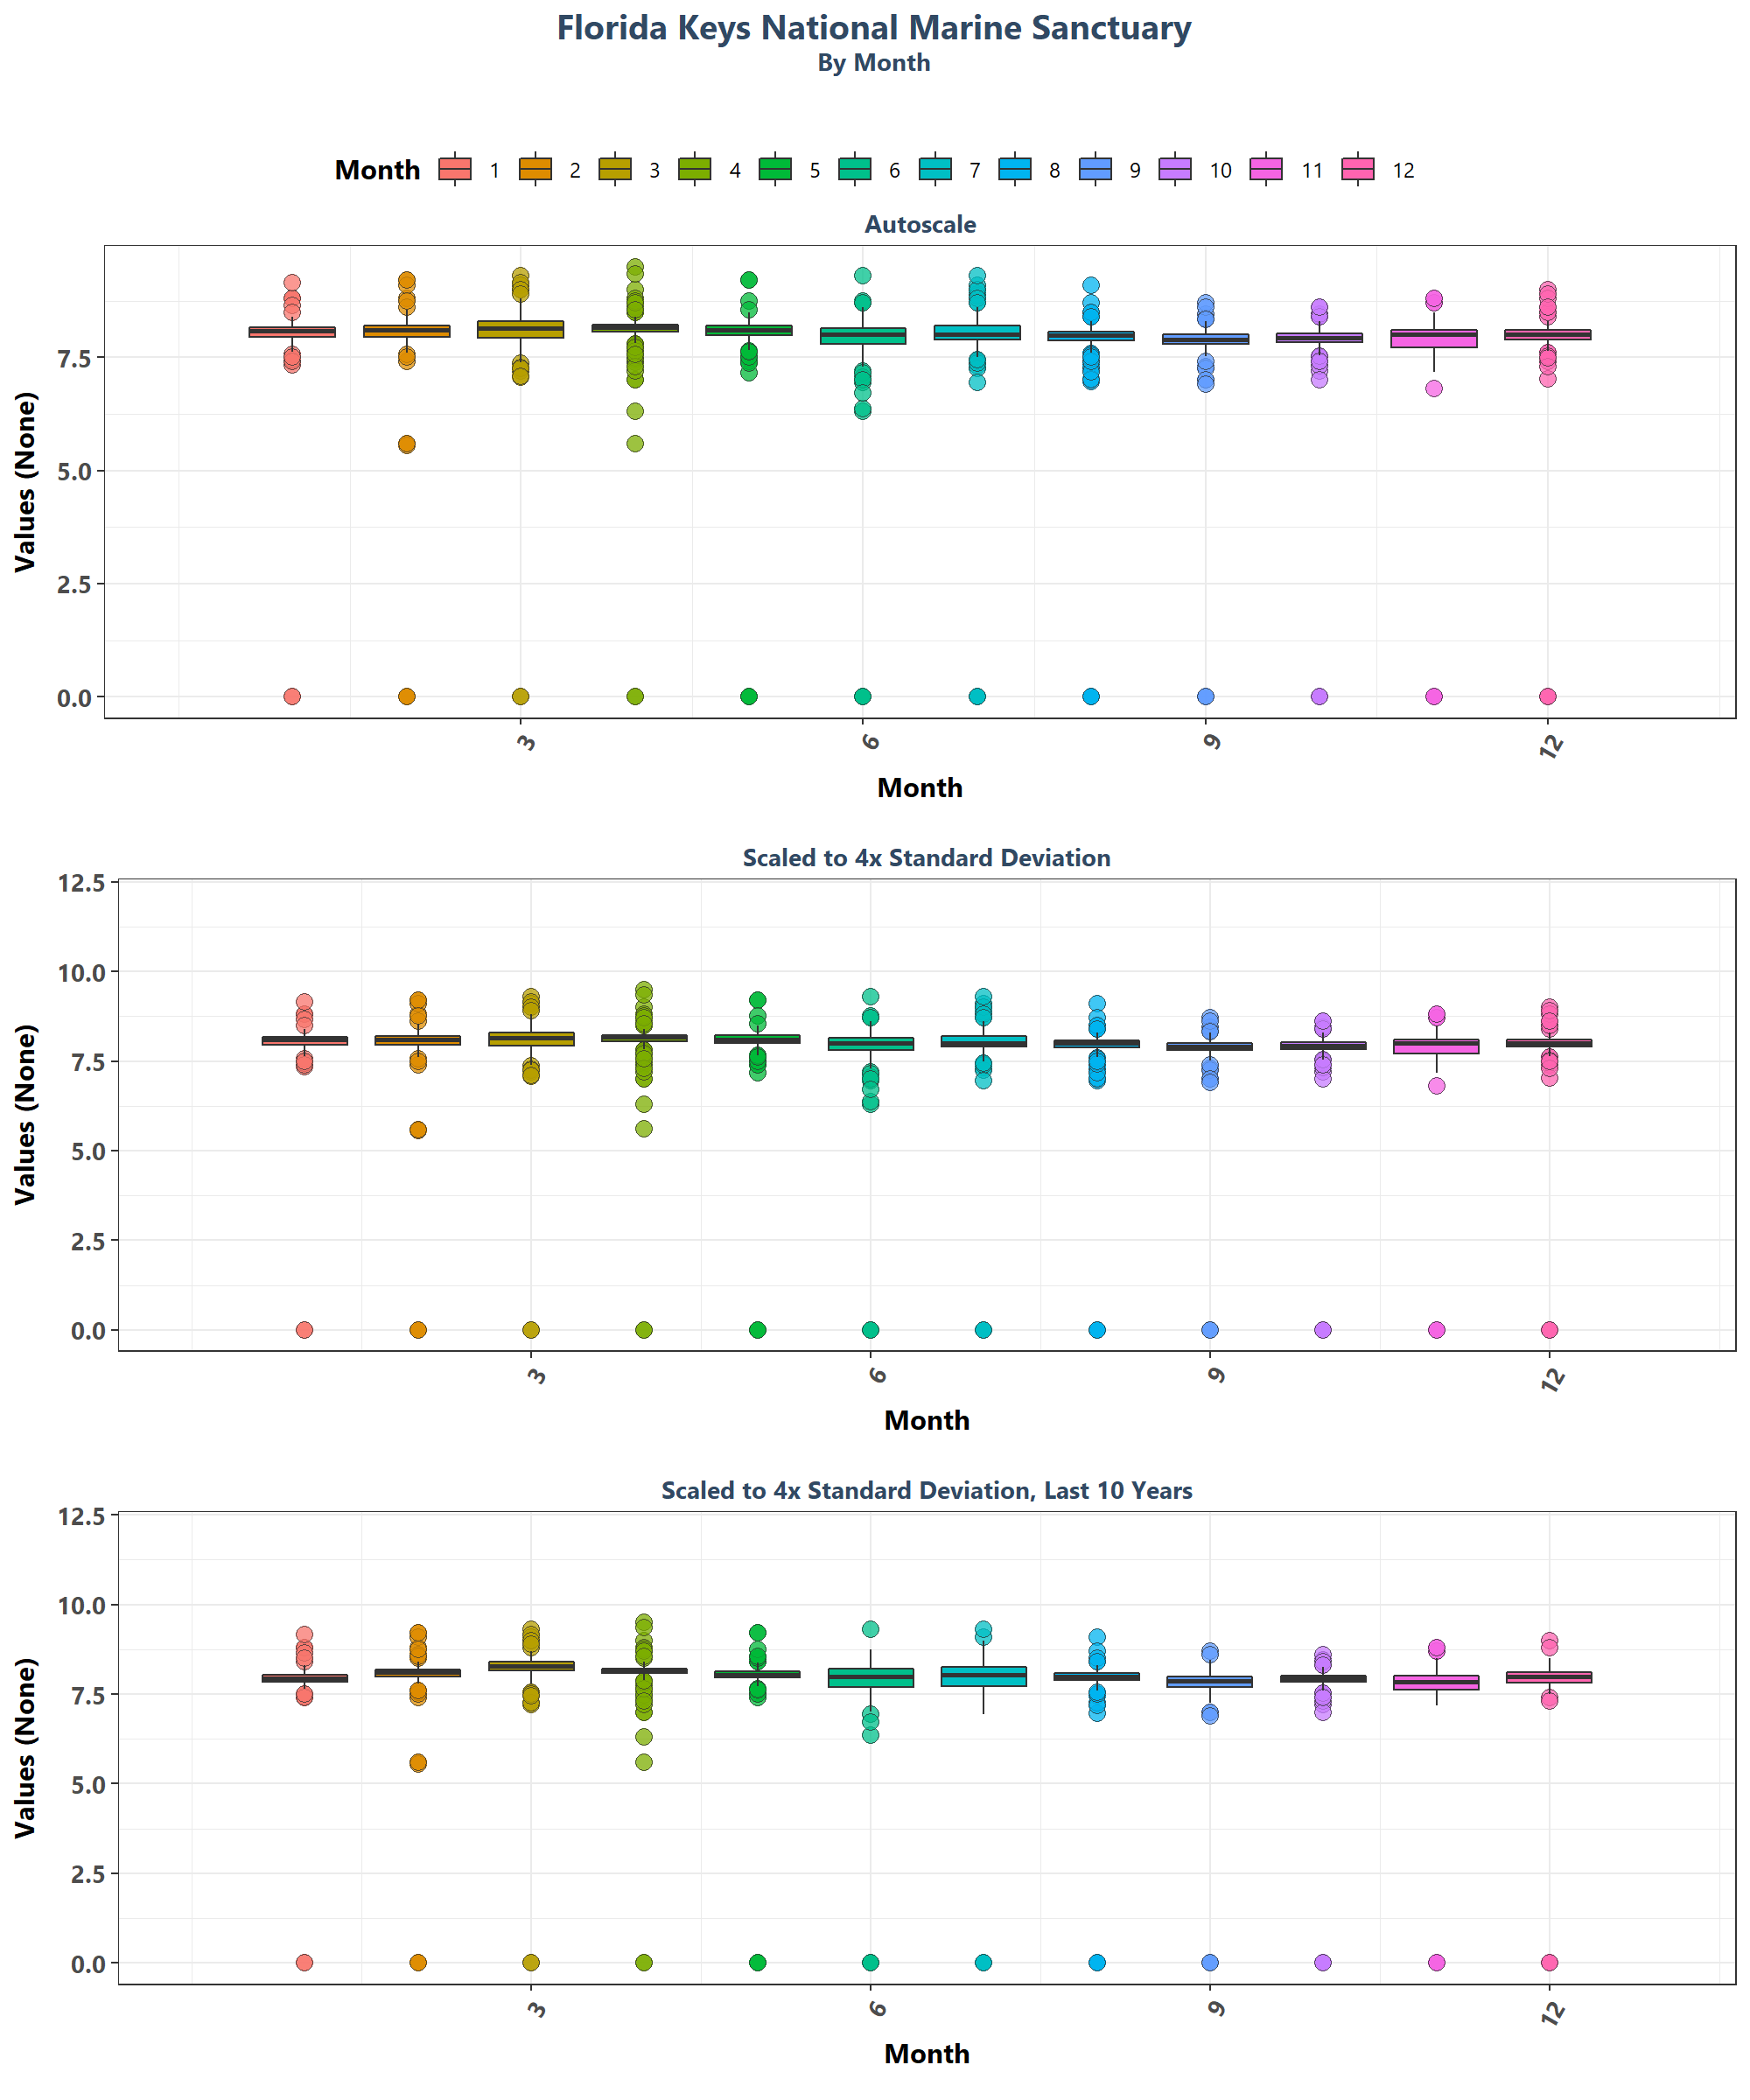 Florida Keys National Marine Sanctuary
By Month
Month 1 2 3 4 5 6 7 8 9 10 11 12
Autoscale
Values (None)
7.5
5.0
2.5
0.0
3 6 9 12
Month
Scaled to 4x Standard Deviation
Values (None)
12.5
10.0
7.5
5.0
2.5
0.0
3 6 9 12
Month
Scaled to 4x Standard Deviation, Last 10 Years
Values (None)
12.5
10.0
7.5
5.0
2.5
0.0
3 6 9 12
Month